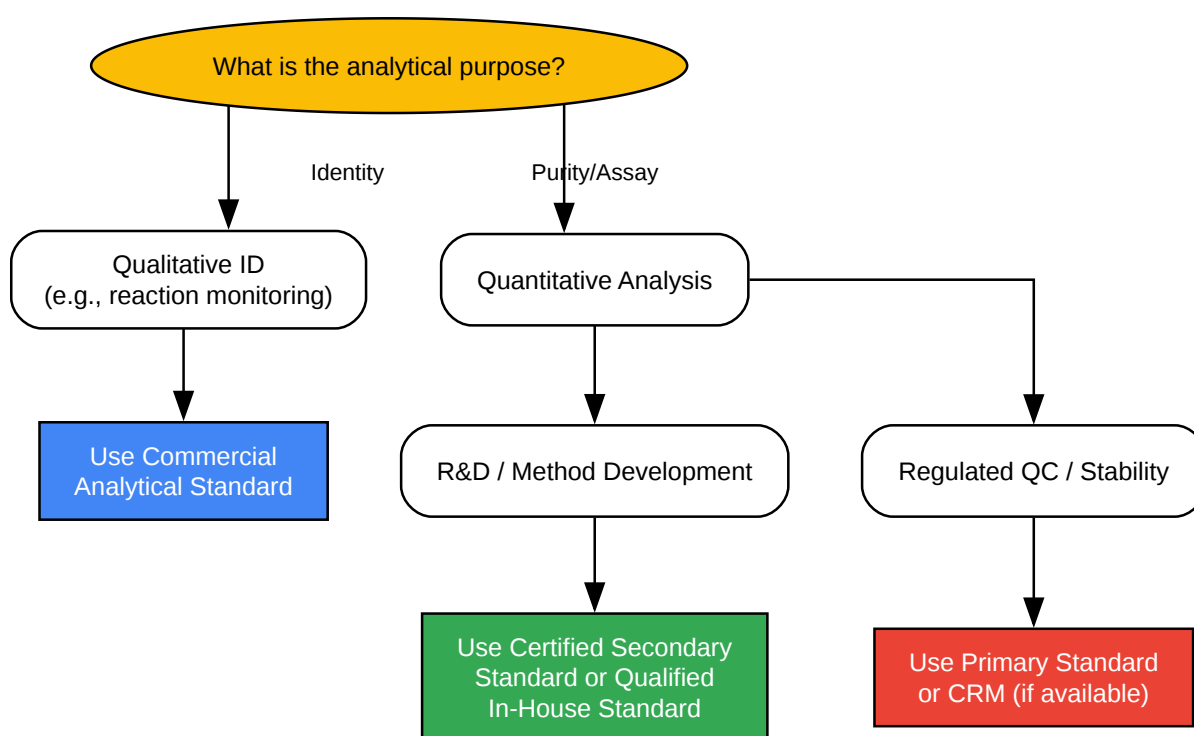 What is the analytical purpose?
Identity
Purity/Assay
Qualitative ID
(e.g., reaction monitoring)
Quantitative Analysis
Use Commercial
Analytical Standard
R&D / Method Development
Regulated QC / Stability
Use Certified Secondary
Standard or Qualified
In-House Standard
Use Primary Standard
or CRM (if available)